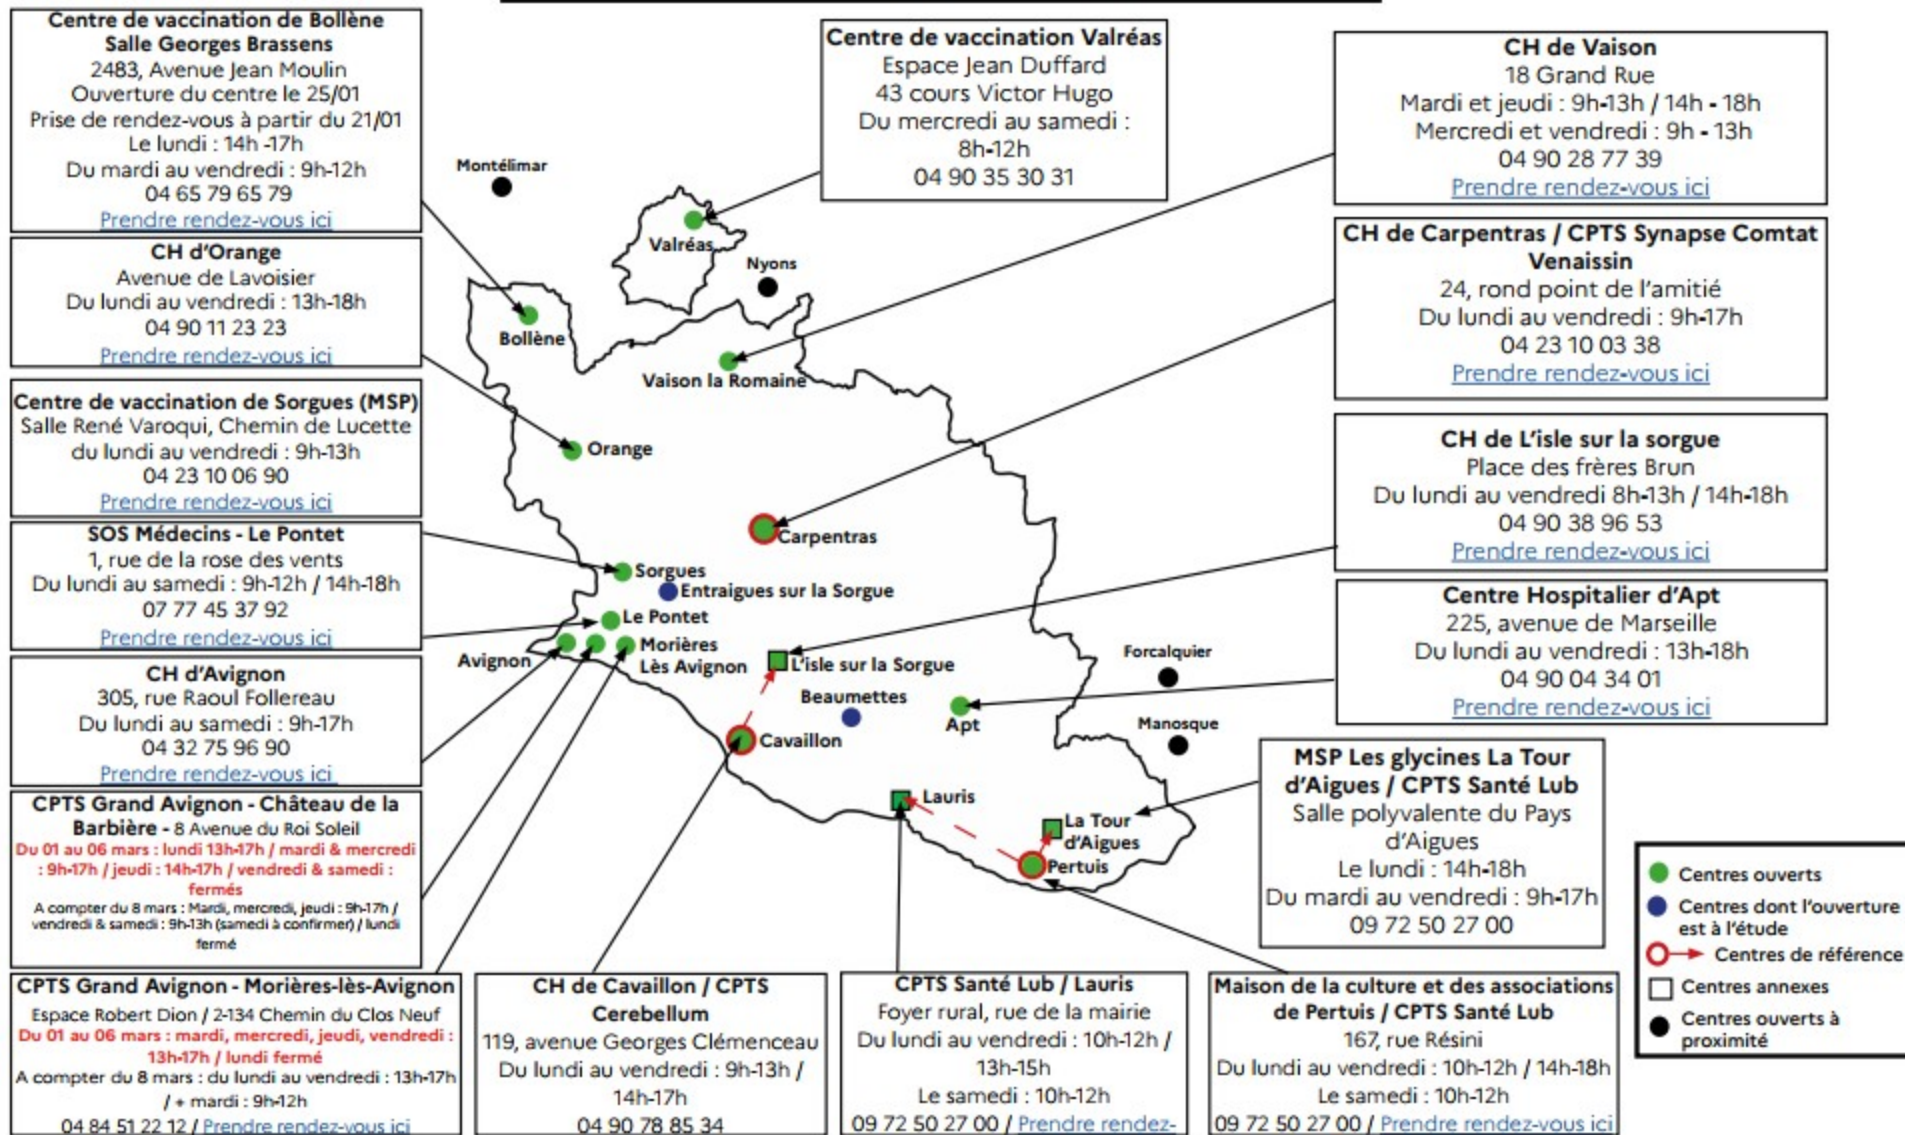 Centre de vaccination de Bollène
Salle Georges Brassens
2483, Avenue Jean Moulin
Ouverture du centre le 25/01
Prise de rendez-vous à partir du 21/01
Le lundi : 14h -17h
Du mardi au vendredi : 9h-12h
04 65 79 65 79
Prendre rendez-vous ici
CH d'Orange
Avenue de Lavoisier
Du lundi au vendredi : 13h-18h
04 90 11 23 23
Prendre rendez-vous ici
Centre de vaccination de Sorgues (MSP)
Salle René Varoqui, Chemin de Lucette
du lundi au vendredi : 9h-13h
04 23 10 06 90
Prendre rendez-vous ici
SOS Médecins - Le Pontet
1, rue de la rose des vents
Du lundi au samedi : 9h-12h / 14h-18h
07 77 45 37 92
Prendre rendez-vous ici
CH d'Avignon
305, rue Raoul Follereau
Du lundi au samedi : 9h-17h
04 32 75 96 90
Prendre rendez-vous ici
CPTS Grand Avignon - Château de la
Barbière - 8 Avenue du Roi Soleil
Du 01 au 06 mars : lundi 13h-17h / mardi & mercredi
: 9h-17h / jeudi : 14h-17h / vendredi & samedi :
fermés
A compter du 8 mars : Mardi, mercredi, jeudi : 9h-17h /
vendredi & samedi : 9h-13h (samedi à confirmer) / lundi
fermé
CPTS Grand Avignon - Morières-lès-Avignon
Espace Robert Dion / 2-134 Chemin du Clos Neuf
Du 01 au 06 mars : mardi, mercredi, jeudi, vendredi :
13h-17h / lundi fermé
A compter du 8 mars : du lundi au vendredi : 13h-17h
/ + mardi : 9h-12h
04 84 51 22 12 / Prendre rendez-vous ici
Centre de vaccination Valréas
Espace Jean Duffard
43 cours Victor Hugo
Du mercredi au samedi :
8h-12h
04 90 35 30 31
Montélimar
Valréas
Nyons
Bollène
Vaison la Romaine
Orange
Carpentras
Sorgues
Entraigues sur la Sorgue
Le Pontet
Avignon
Morières
Lès Avignon
L'isle sur la Sorgue
Beaumettes
Apt
Cavaillon
Forcalquier
Manosque
Lauris
La Tour
d'Aigues
Pertuis
CH de Vaison
18 Grand Rue
Mardi et jeudi : 9h-13h / 14h - 18h
Mercredi et vendredi : 9h - 13h
04 90 28 77 39
Prendre rendez-vous ici
CH de Carpentras / CPTS Synapse Comtat
Venaissin
24, rond point de l'amitié
Du lundi au vendredi : 9h-17h
04 23 10 03 38
Prendre rendez-vous ici
CH de L'isle sur la sorgue
Place des frères Brun
Du lundi au vendredi 8h-13h / 14h-18h
04 90 38 96 53
Prendre rendez-vous ici
Centre Hospitalier d'Apt
225, avenue de Marseille
Du lundi au vendredi : 13h-18h
04 90 04 34 01
Prendre rendez-vous ici
MSP Les glycines La Tour
d'Aigues / CPTS Santé Lub
Salle polyvalente du Pays
d'Aigues
Le lundi : 14h-18h
Du mardi au vendredi : 9h-17h
09 72 50 27 00
CH de Cavaillon / CPTS
Cerebellum
119, avenue Georges Clémenceau
Du lundi au vendredi : 9h-13h /
14h-17h
04 90 78 85 34
CPTS Santé Lub / Lauris
Foyer rural, rue de la mairie
Du lundi au vendredi : 10h-12h /
13h-15h
Le samedi : 10h-12h
09 72 50 27 00 / Prendre rendez-
Maison de la culture et des associations
de Pertuis / CPTS Santé Lub
167, rue Résini
Du lundi au vendredi : 10h-12h / 14h-18h
Le samedi : 10h-12h
09 72 50 27 00 / Prendre rendez-vous ici
Centres ouverts
Centres dont l'ouverture
est à l'étude
Centres de référence
Centres annexes
Centres ouverts à
proximité